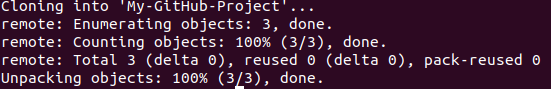 Cloning into 'My-GitHub-Project'...
remote: Enumerating objects: 3, done.
remote: Counting objects: 100% (3/3), done.
remote: Total 3 (delta 0), reused 0 (delta 0), pack-reused 0
Unpacking objects: 100% (3/3), done.